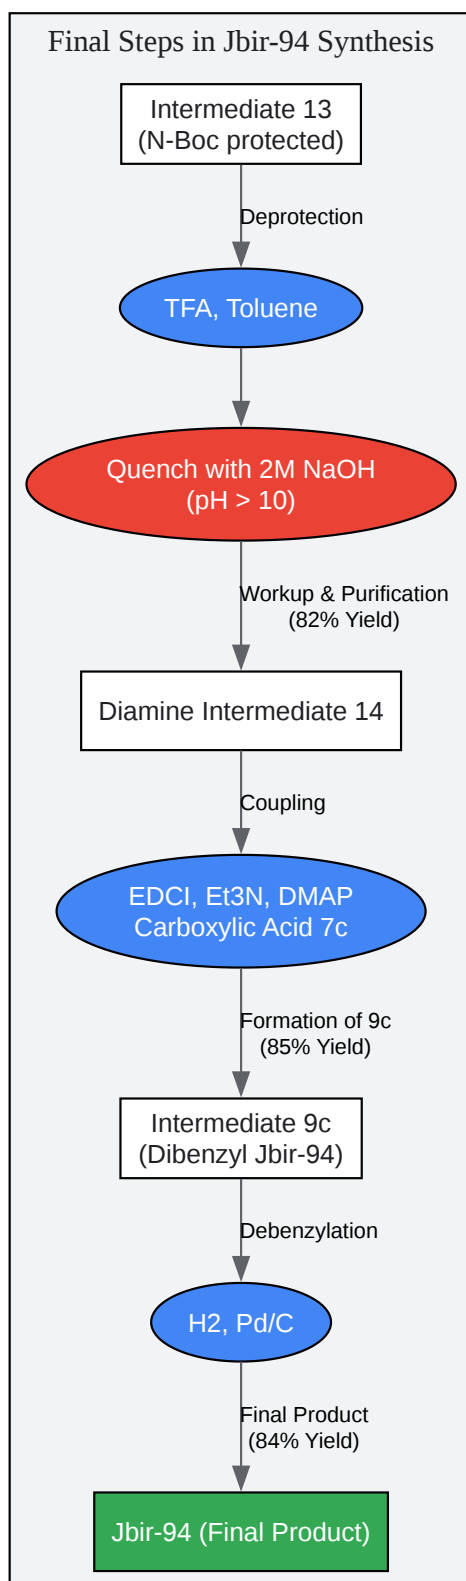 Final Steps in Jbir-94 Synthesis
Intermediate 13
(N-Boc protected)
Deprotection
TFA, Toluene
Quench with 2M NaOH
(pH > 10)
Workup & Purification
(82% Yield)
Diamine Intermediate 14
Coupling
EDCI, Et3N, DMAP
Carboxylic Acid 7c
Formation of 9c
(85% Yield)
Intermediate 9c
(Dibenzyl Jbir-94)
Debenzylation
H2, Pd/C
Final Product
(84% Yield)
Jbir-94 (Final Product)